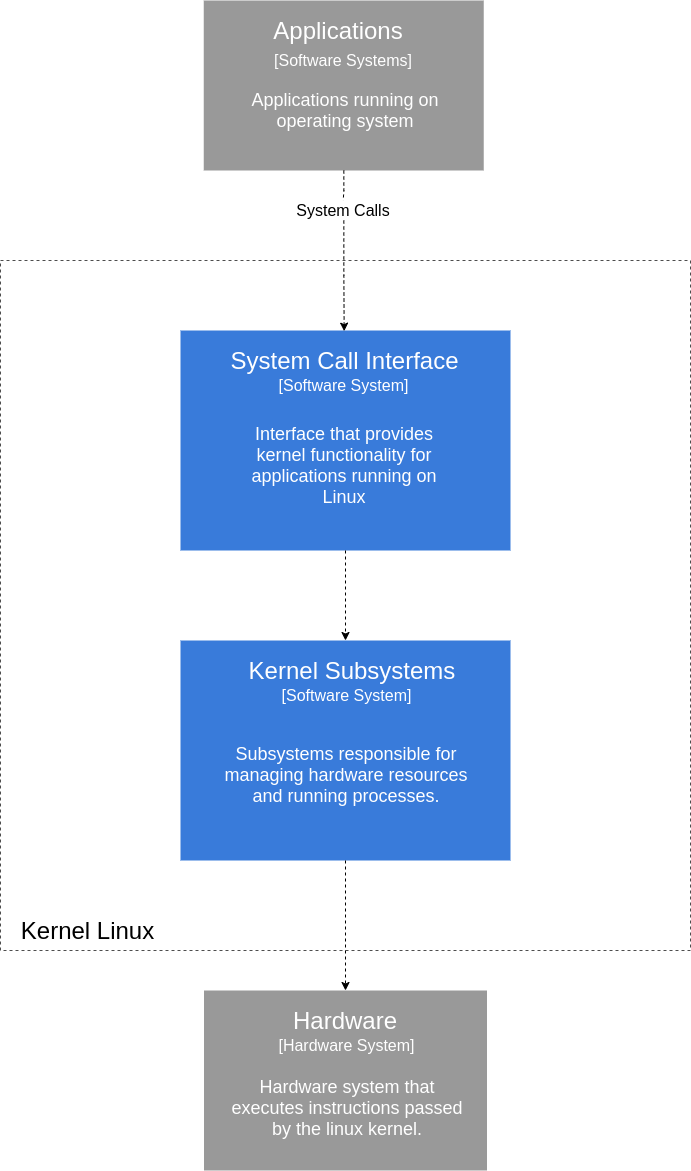 Applications
[Software Systems]
Applications running on
operating system
System Calls
System Call Interface
[Software System]
Interface that provides
kernel functionality for
applications running on
Linux
Kernel Subsystems
[Software System]
Subsystems responsible for
managing hardware resources
and running processes.
Kernel Linux
Hardware
[Hardware System]
Hardware system that
executes instructions passed
by the linux kernel.